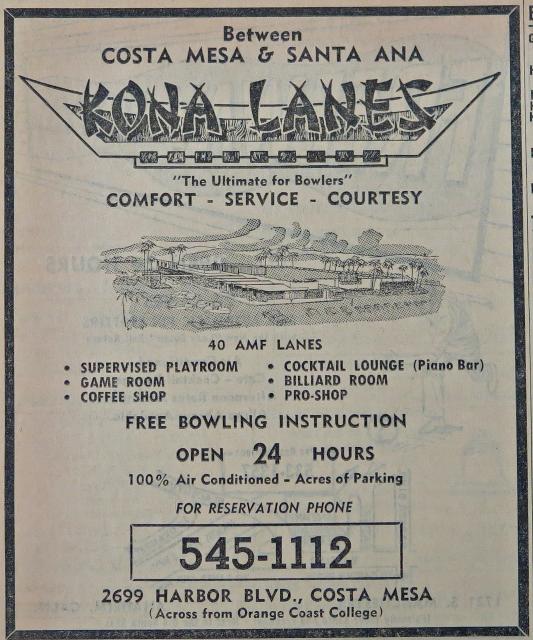 Between
COSTA MESA & SANTA ANA
KONA LANES
"The Ultimate for Bowlers"
COMFORT - SERVICE - COURTESY
40 AMF LANES
• SUPERVISED PLAYROOM
• GAME ROOM
• COFFEE SHOP
• COCKTAIL LOUNGE (Piano Bar)
• BILLIARD ROOM
• PRO-SHOP
FREE BOWLING INSTRUCTION
OPEN 24 HOURS
100% Air Conditioned - Acres of Parking
FOR RESERVATION PHONE
545-1112
2699 HARBOR BLVD., COSTA MESA
(Across from Orange Coast College)